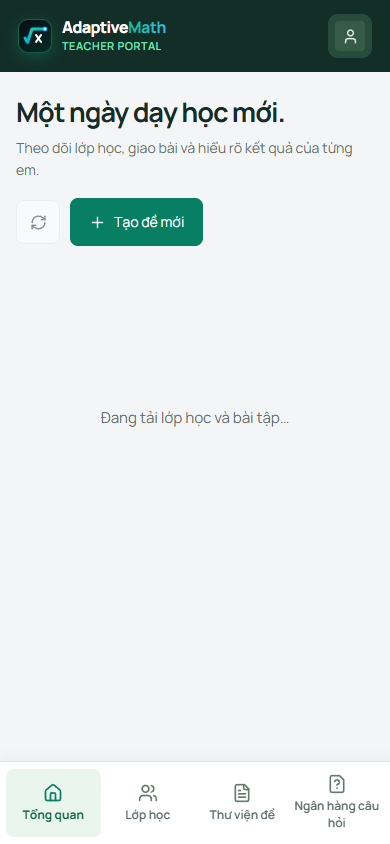 AdaptiveMath
TEACHER PORTAL
Một ngày dạy học mới.
Theo dõi lớp học, giao bài và hiểu rõ kết quả của từng
em.
Tạo đề mới
Đang tải lớp học và bài tập…
Tổng quan
Lớp học
Thư viện đề
Ngân hàng câu
hỏi